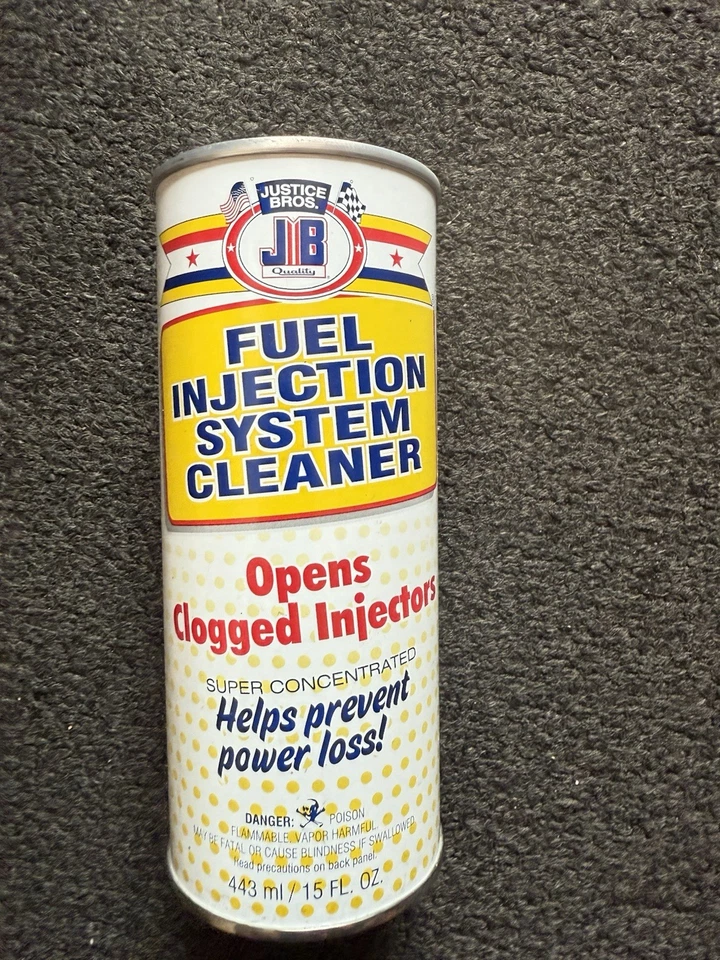 JUSTICE
BROS.
JB
Quality
FUEL
INJECTION
SYSTEM
CLEANER
Opens
Clogged Injectors
SUPER CONCENTRATED
Helps prevent
power loss!
DANGER: POISON
FLAMMABLE. VAPOR HARMFUL.
MAY BE FATAL OR CAUSE BLINDNESS IF SWALLOWED.
Read precautions on back panel.
443 ml / 15 FL. OZ.